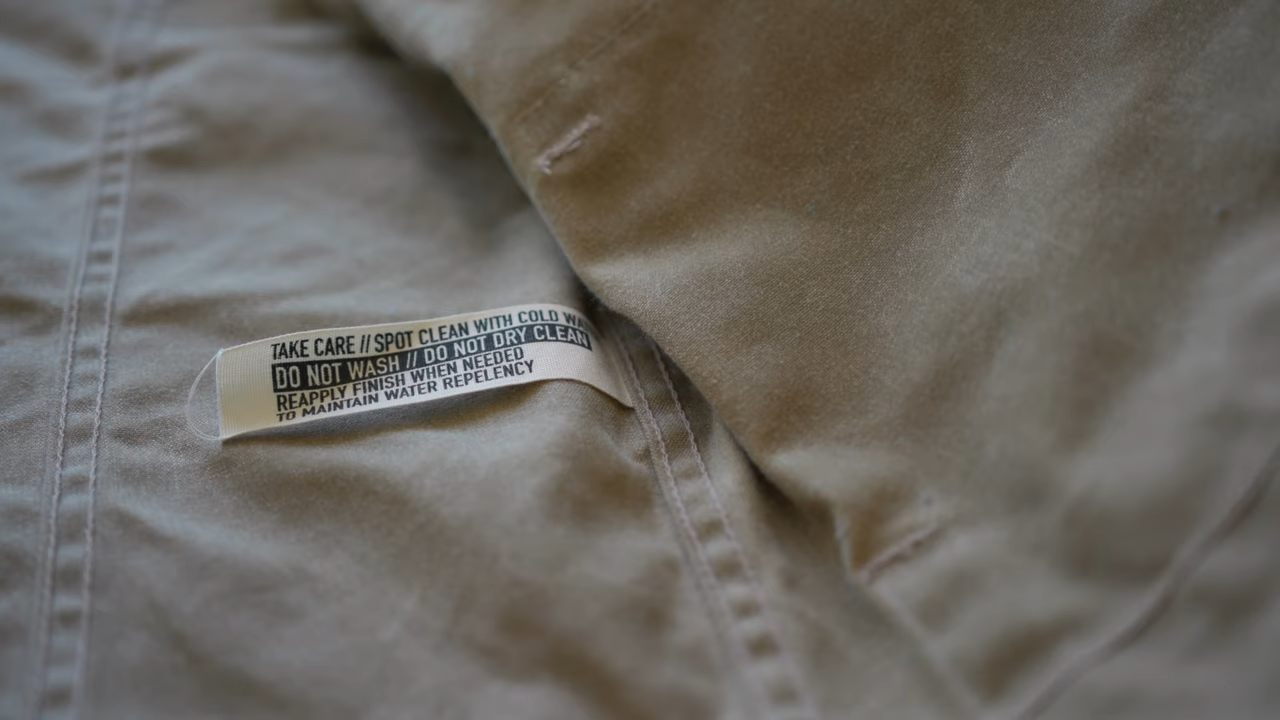 TAKE CARE // SPOT CLEAN WITH COLD
DO NOT WASH // DO NOT DRY CLEAN
REAPPLY FINISH WHEN NEEDED
TO MAINTAIN WATER REPELENCY